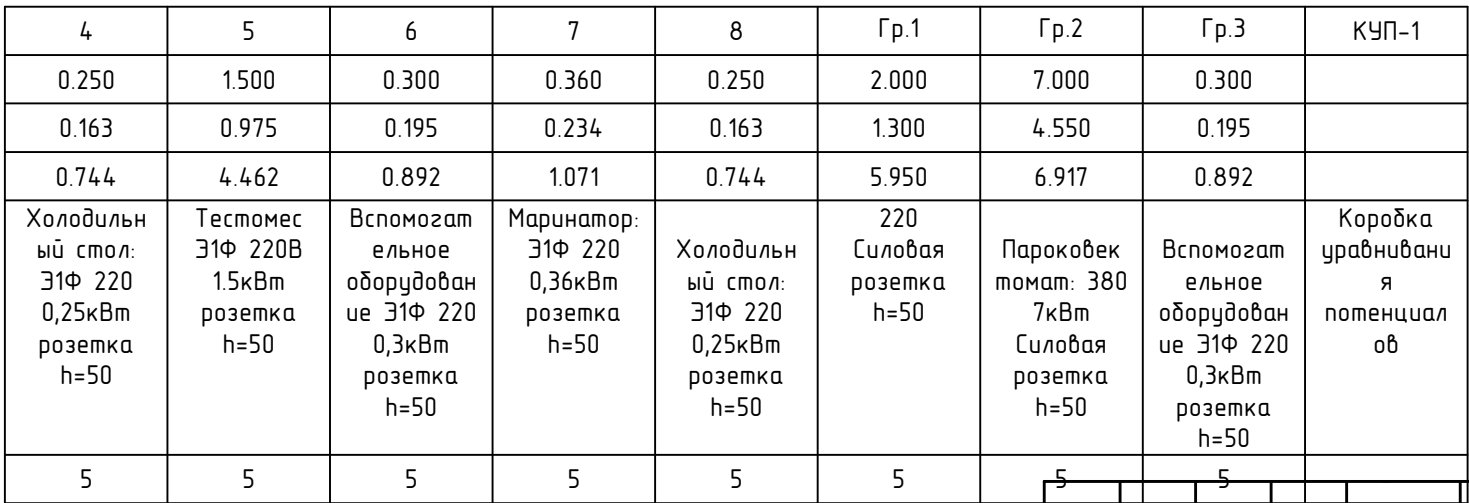 4 5 6 7 8 Гр.1 Гр.2 Гр.3 КУП-1
0.250 1.500 0.300 0.360 0.250 2.000 7.000 0.300
0.163 0.975 0.195 0.234 0.163 1.300 4.550 0.195
0.744 4.462 0.892 1.071 0.744 5.950 6.917 0.892
Холодильн
ый стол:
Э1Ф 220
0,25кВт
розетка
h=50
Тестомес
Э1Ф 220В
1.5кВт
розетка
h=50
Вспомогат
ельное
оборудован
ие Э1Ф 220
0,3кВт
розетка
h=50
Маринатор:
Э1Ф 220
0,36кВт
розетка
h=50
Холодильн
ый стол:
Э1Ф 220
0,25кВт
розетка
h=50
220
Силовая
розетка
h=50
Пароковек
томат: 380
7кВт
Силовая
розетка
h=50
Вспомогат
ельное
оборудован
ие Э1Ф 220
0,3кВт
розетка
h=50
Коробка
уравнивани
я
потенциал
ов
5 5 5 5 5 5 5 5